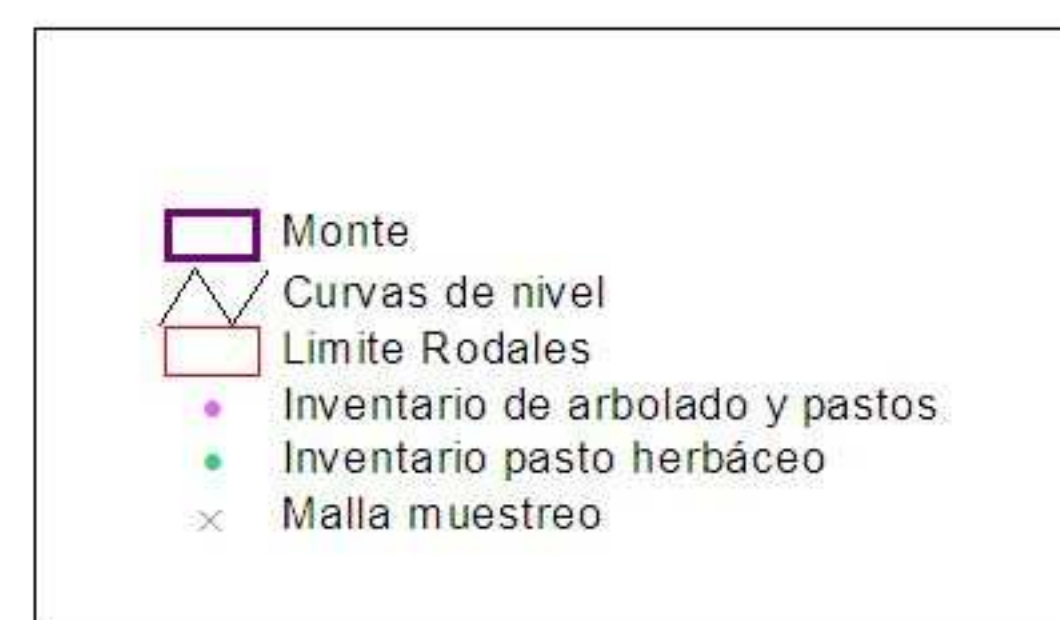 Monte
Curvas de nivel
Limite Rodales
Inventario de arbolado y pastos
Inventario pasto herbáceo
Malla muestreo